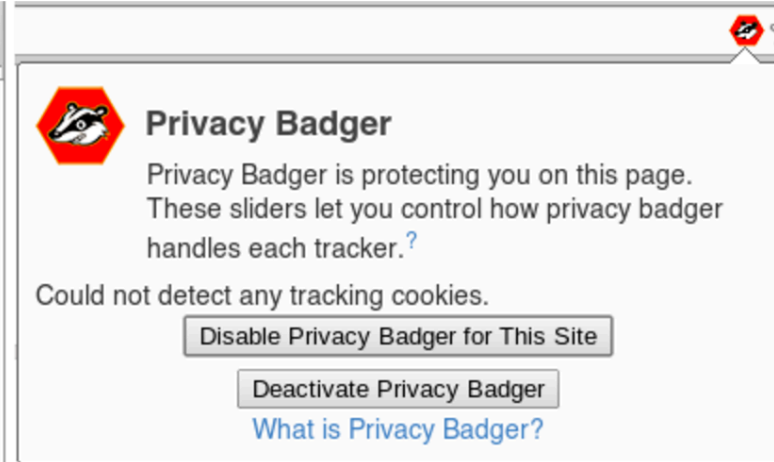 Privacy Badger
Privacy Badger is protecting you on this page.
These sliders let you control how privacy badger
handles each tracker.?
Could not detect any tracking cookies.
Disable Privacy Badger for This Site
Deactivate Privacy Badger
What is Privacy Badger?